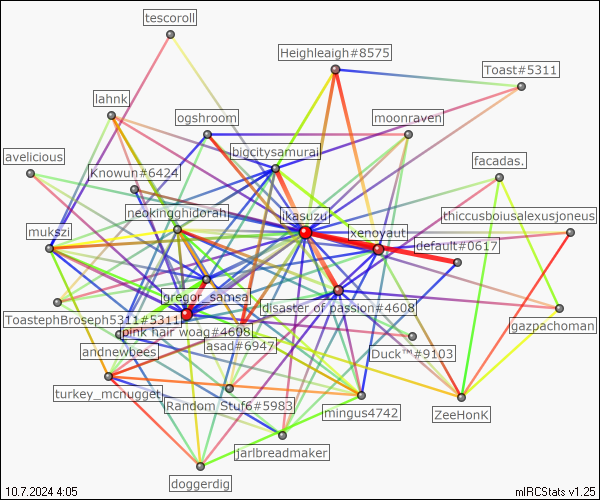 tescoroll
Heighleaigh#8575
Toast#5311
lahnk
ogshroom
moonraven
bigcitysamurai
avelicious
facadas.
Knowun#6424
neokingghidorah
ikasuzu
thiccusboiusalexusjoneus
mukszi
xenoyaut
default#0617
gregor_samsa
disaster of passion#4608
ToastephBroseph5311#5311
gazpachoman
pink hair woag#4698
andnewbees
asad#6947
Duck™#9103
turkey_mcnugget
Random Stuf6#5983
mingus4742
ZeeHonK
jarlbreadmaker
doggerdig
10.7.2024 4:05
mIRCStats v1.25